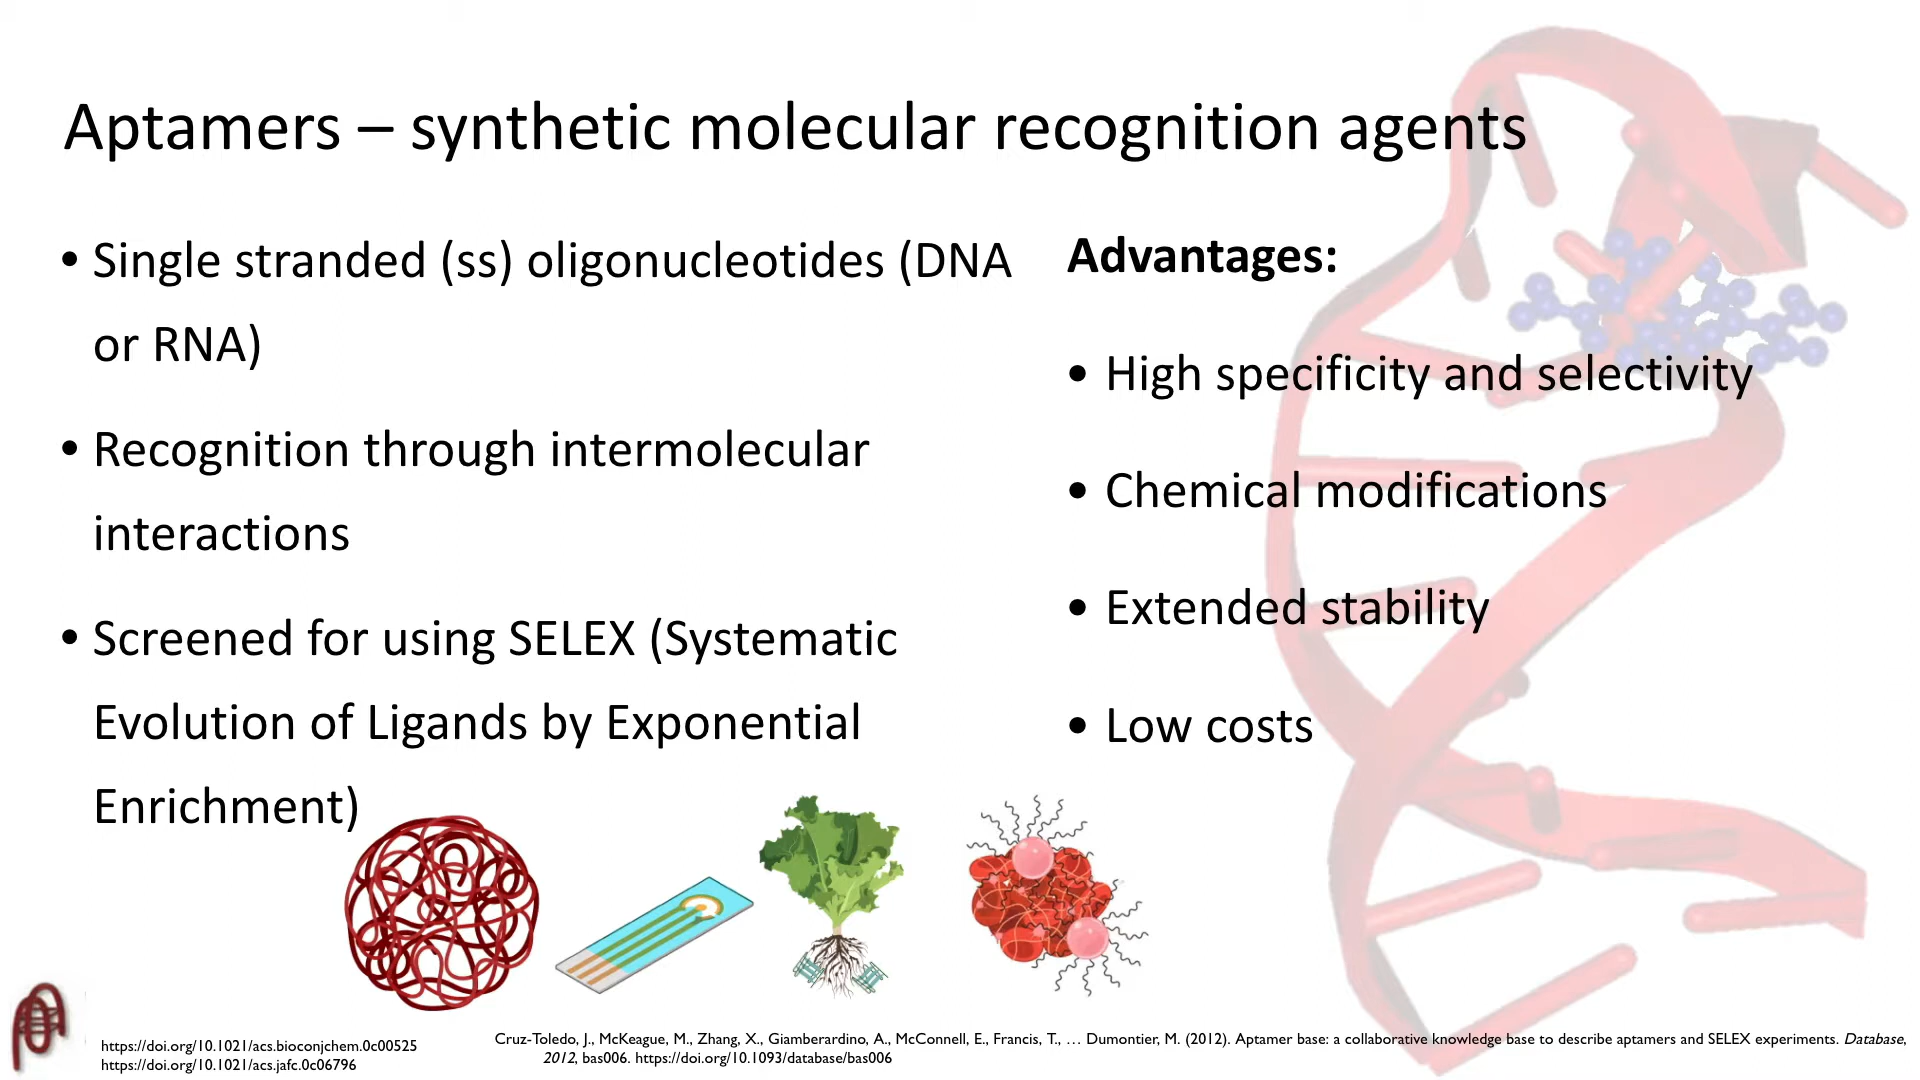 Aptamers – synthetic molecular recognition agents
• Single stranded (ss) oligonucleotides (DNA
or RNA)
• Recognition through intermolecular
interactions
• Screened for using SELEX (Systematic
Evolution of Ligands by Exponential
Enrichment)
Advantages:
• High specificity and selectivity
• Chemical modifications
• Extended stability
• Low costs
https://doi.org/10.1021/acs.bioconjchem.0c00525
https://doi.org/10.1021/acs.jafc.0c06796
Cruz-Toledo, J., McKeague, M., Zhang, X., Giamberardino, A., McConnell, E., Francis, T., … Dumontier, M. (2012). Aptamer base: a collaborative knowledge base to describe aptamers and SELEX experiments. Database,
2012, bas006. https://doi.org/10.1093/database/bas006